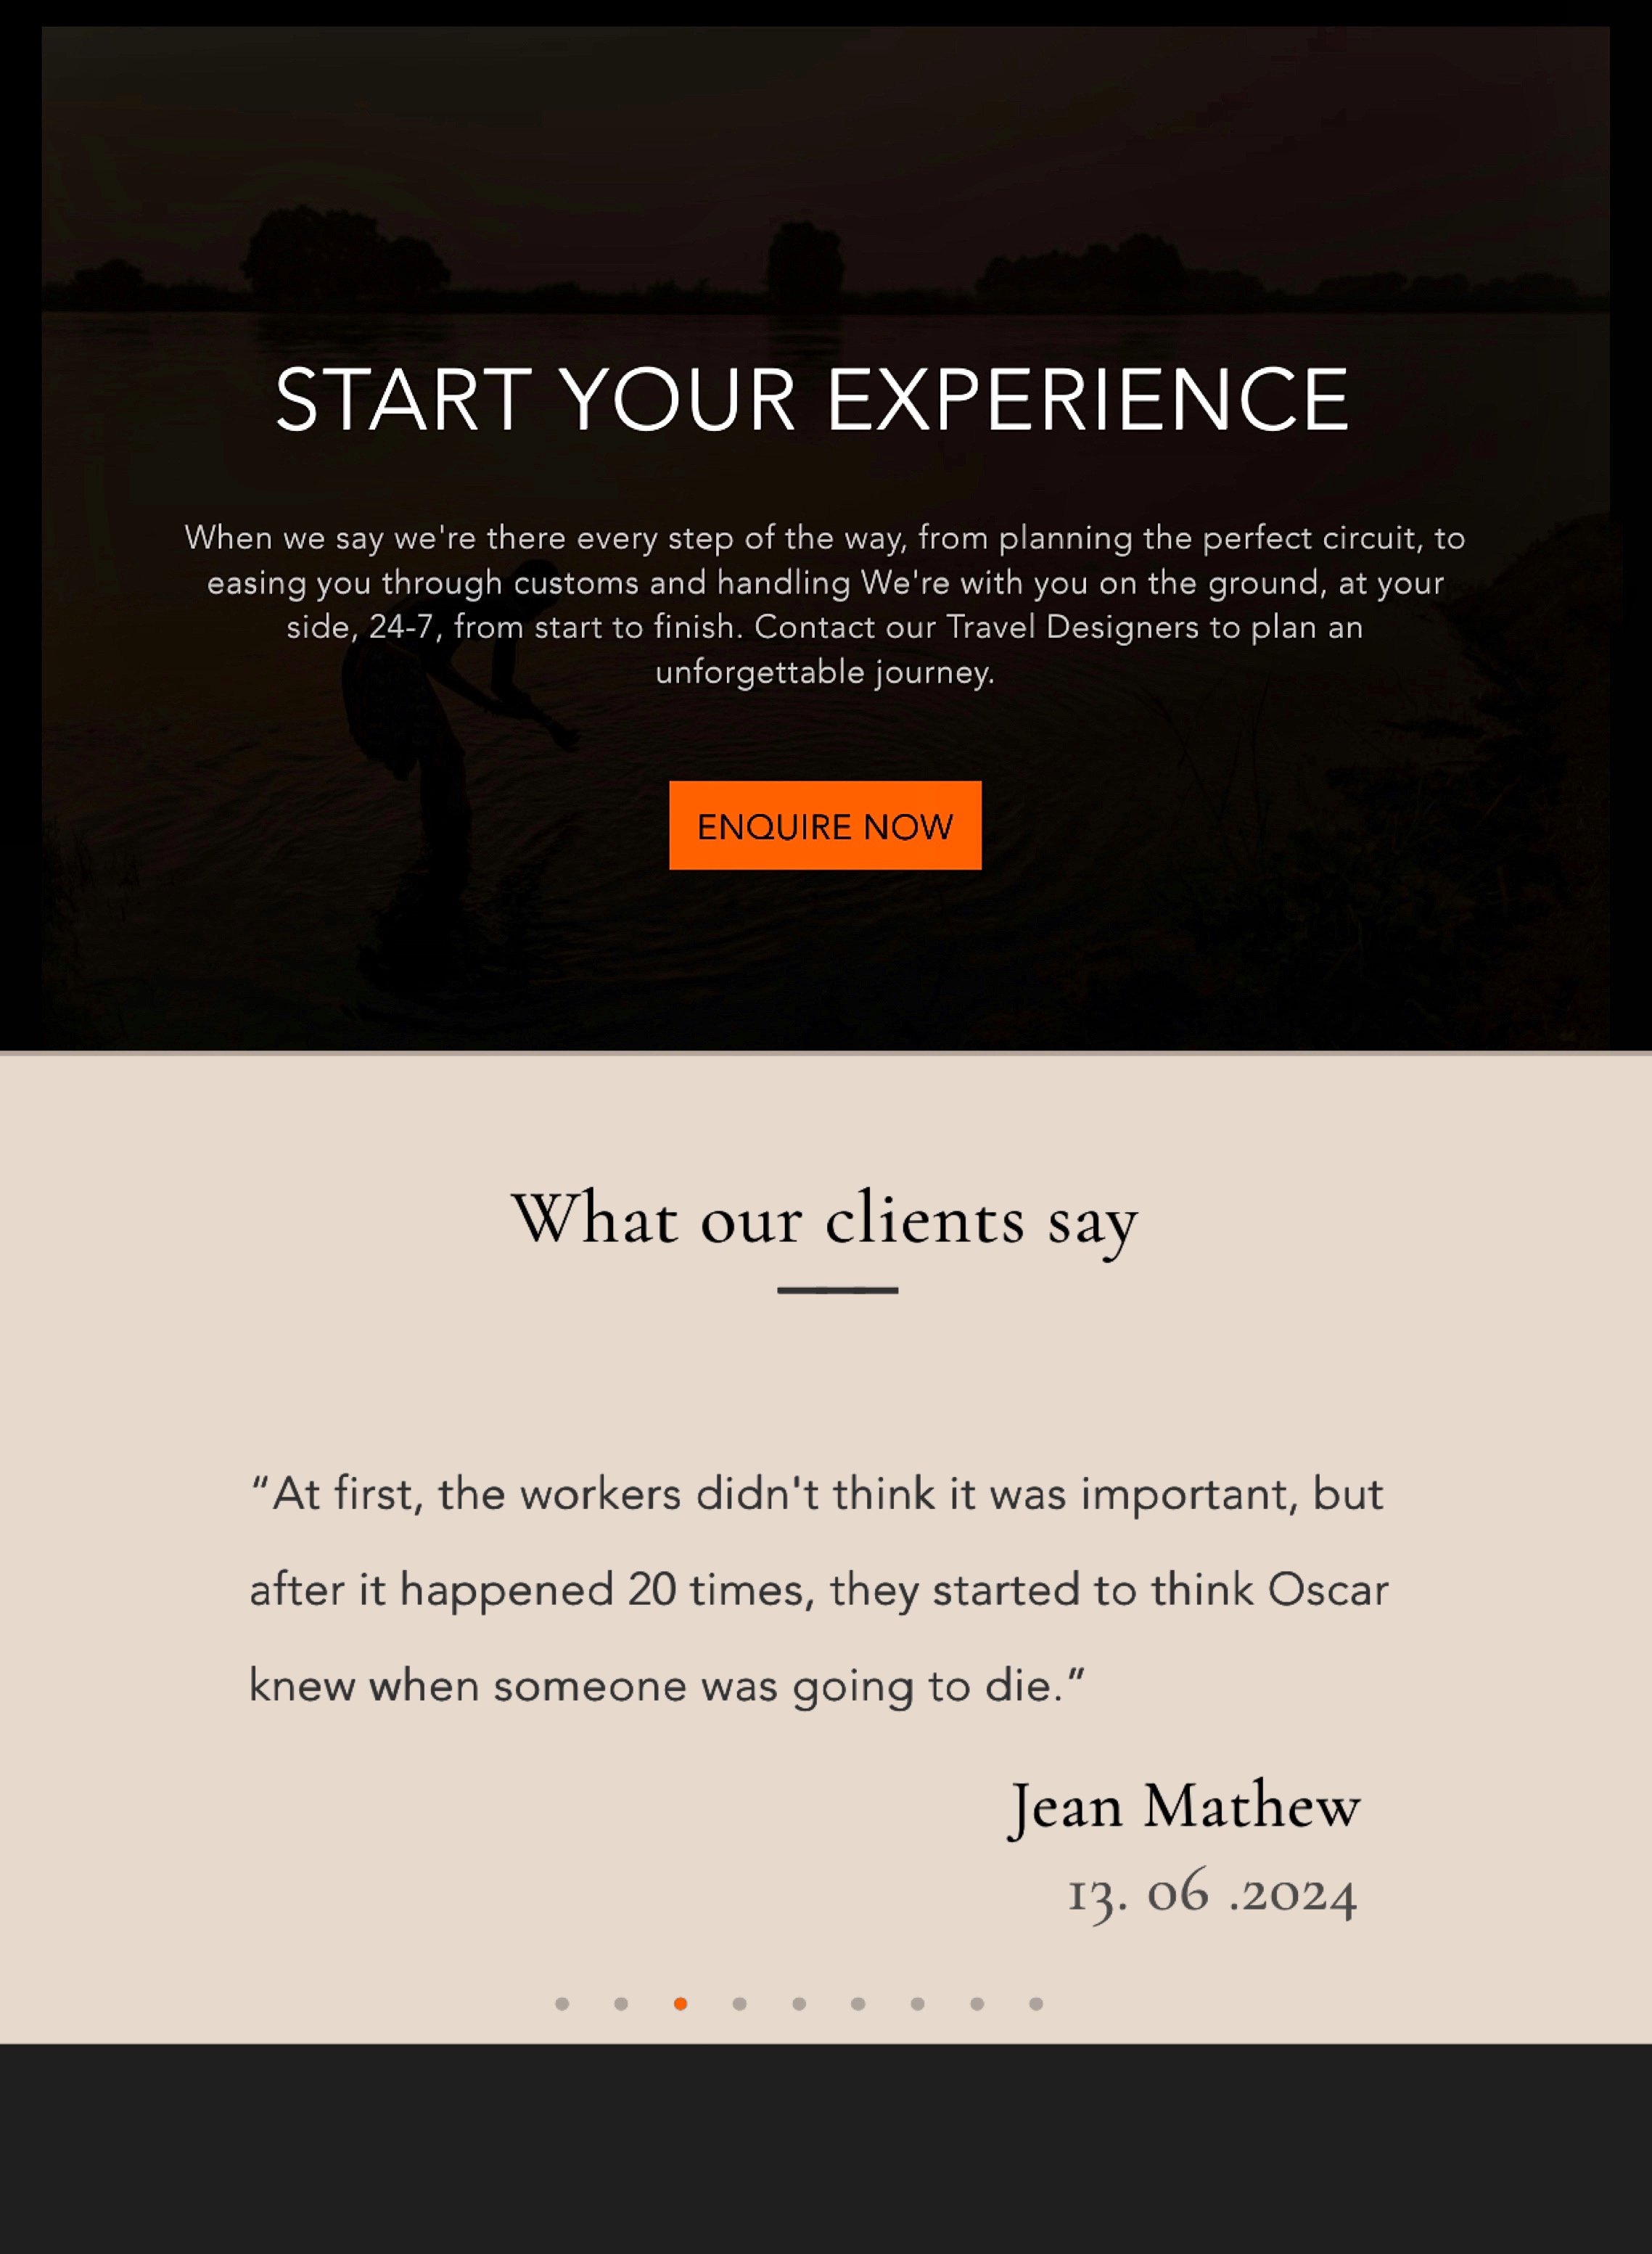 START YOUR EXPERIENCE
When we say we're there every step of the way, from planning the perfect circuit, to
easing you through customs and handling We're with you on the ground, at your
side, 24-7, from start to finish. Contact our Travel Designers to plan an
unforgettable journey.
ENQUIRE NOW
What our clients say
“At first, the workers didn't think it was important, but
after it happened 20 times, they started to think Oscar
knew when someone was going to die.”
Jean Mathew
13. 06 .2024